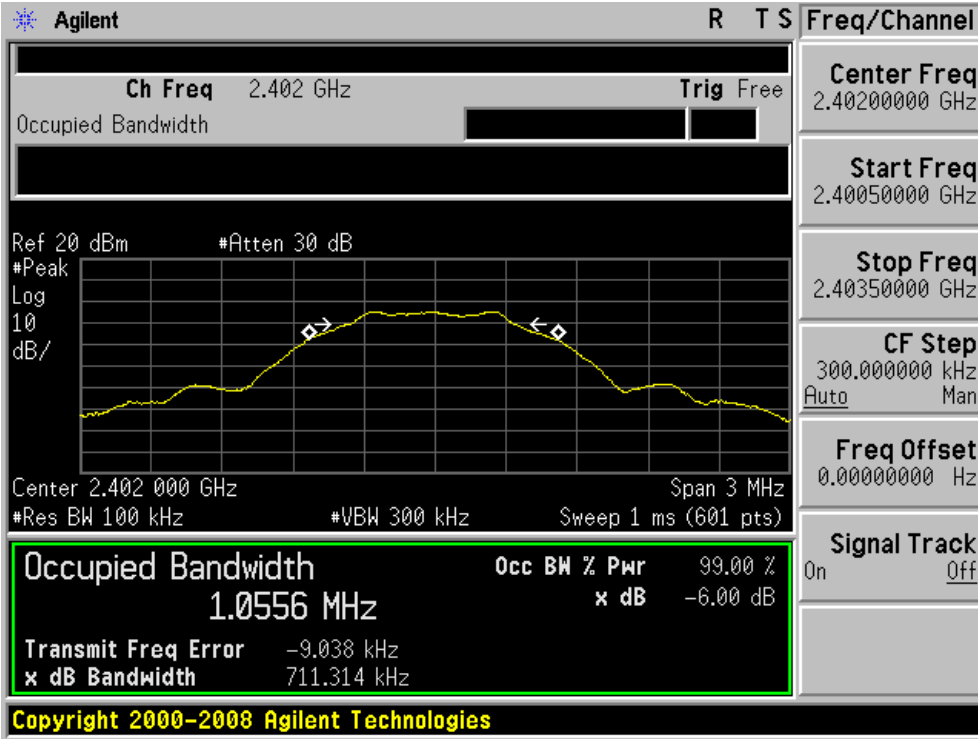 Agilent R T S Freq/Channel
Ch Freq 2.402 GHz Trig Free
Occupied Bandwidth
Center Freq
2.40200000 GHz
Start Freq
2.40050000 GHz
Stop Freq
2.40350000 GHz
CF Step
300.000000 kHz
Auto Man
Freq Offset
0.00000000 Hz
Signal Track
On Off
Ref 20 dBm #Atten 30 dB
#Peak
Log
10
dB/
Center 2.402 000 GHz Span 3 MHz
#Res BW 100 kHz #VBW 300 kHz Sweep 1 ms (601 pts)
Occupied Bandwidth Occ BW % Pwr 99.00 %
1.0556 MHz x dB -6.00 dB
Transmit Freq Error -9.038 kHz
x dB Bandwidth 711.314 kHz
Copyright 2000-2008 Agilent Technologies